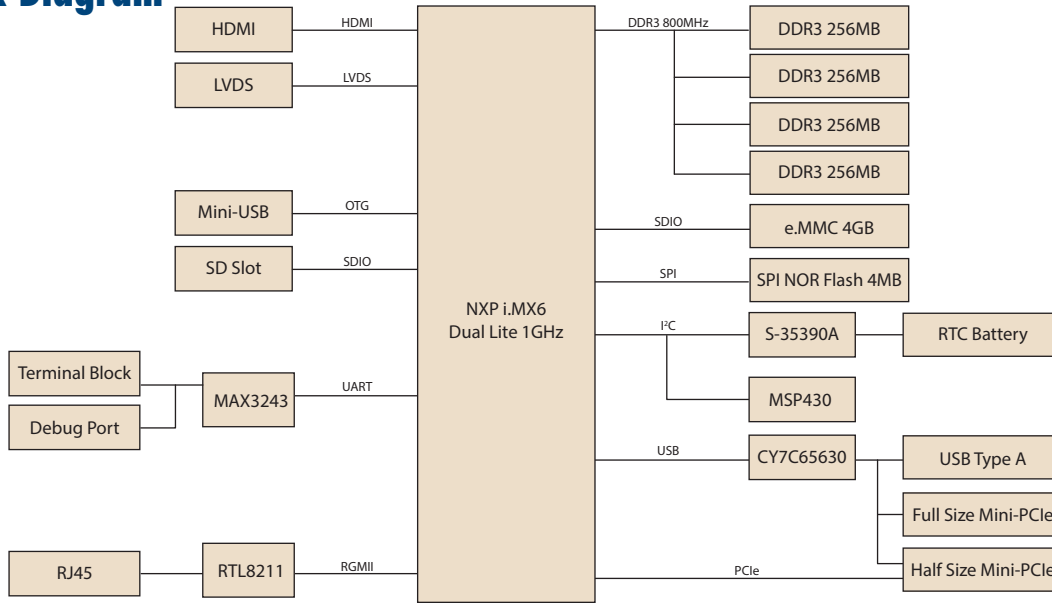 Diagram
HDMI
HDMI
LVDS
LVDS
Mini-USB
OTG
SD Slot
SDIO
Terminal Block
Debug Port
MAX3243
UART
RJ45
RTL8211
RGMII
NXP i.MX6
Dual Lite 1GHz
DDR3 800MHz
DDR3 256MB
DDR3 256MB
DDR3 256MB
DDR3 256MB
SDIO
e.MMC 4GB
SPI
SPI NOR Flash 4MB
I²C
S-35390A
RTC Battery
MSP430
USB
CY7C65630
USB Type A
Full Size Mini-PCIe
PCIe
Half Size Mini-PCIe